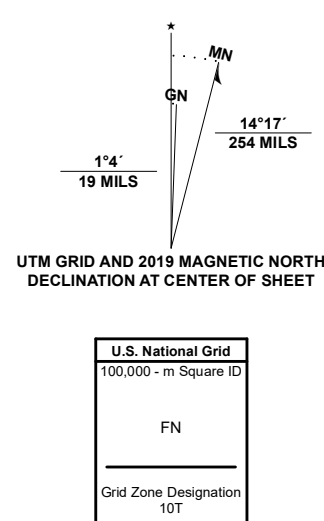 ★
MN
GN
14°17´
254 MILS
1°4´
19 MILS
UTM GRID AND 2019 MAGNETIC NORTH
DECLINATION AT CENTER OF SHEET
U.S. National Grid
100,000 - m Square ID
FN
Grid Zone Designation
10T